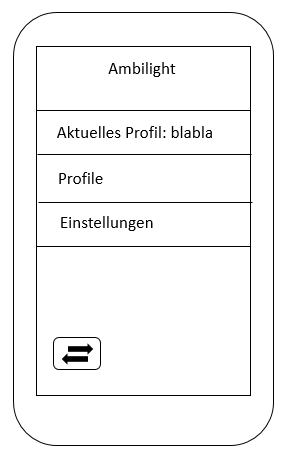 Ambilight
Aktuelles Profil: blabla
Profile
Einstellungen